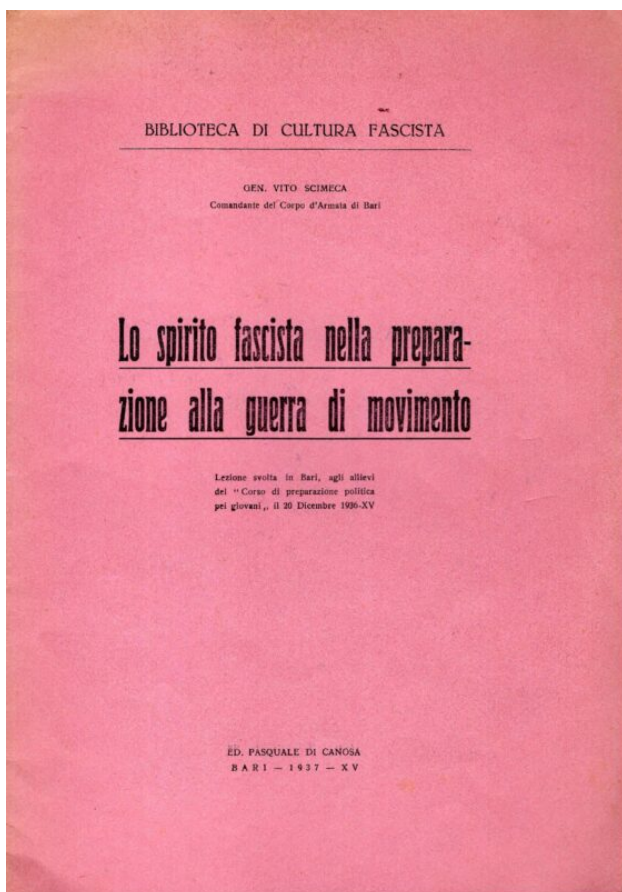 BIBLIOTECA DI CULTURA FASCISTA
GEN. VITO SCIMECA
Comandante del Corpo d'Armata di Bari
Lo spirito fascista nella prepara-
zione alla guerra di movimento
Lezione svolta in Bari, agli allievi
del "Corso di preparazione politica
pei giovani„ il 20 Dicembre 1936-XV
ED. PASQUALE DI CANOSA
BARI — 1937 — XV